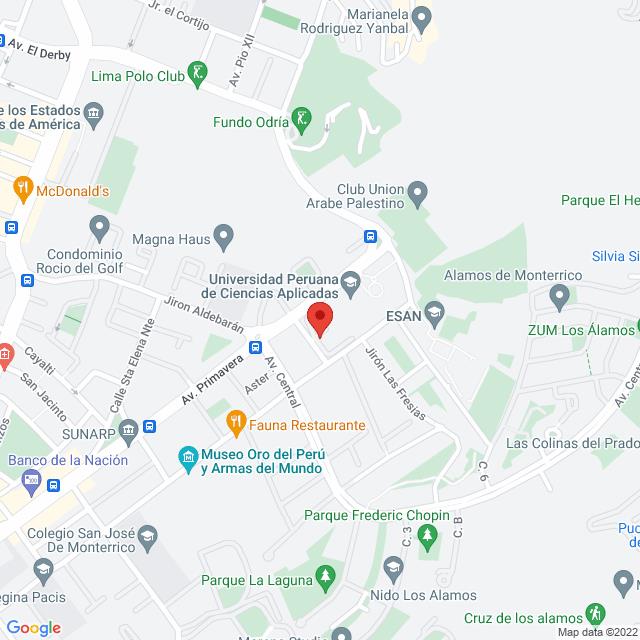 Jr. el Cortijo
Marianela
Rodriguez Yanbal
Av. El Derby
Av. Pio XII
Lima Polo Club
e los Estados
s de América
Fundo Odría
McDonald's
Club Union
Arabe Palestino
Parque El He
Magna Haus
Condominio
Rocio del Golf
Silvia Si
Universidad Peruana
de Ciencias Aplicadas
Alamos de Monterrico
Jiron Aldebarán
ESAN
ZUM Los Álamos
Cayaltí
San Jacinto
Calle Sta Elena Nte
Av. Primavera
Aster
Av. Central
Jirón Las Fresias
Av. Centr
Fauna Restaurante
SUNARP
Las Colinas del Prado
Banco de la Nación
Museo Oro del Perú
y Armas del Mundo
C. 6
Parque Frederic Chopin
C. 3
C. B
Puc
de
Colegio San José
De Monterrico
Parque La Laguna
Nido Los Alamos
egina Pacis
Cruz de los alamos
Google
Map data ©2022